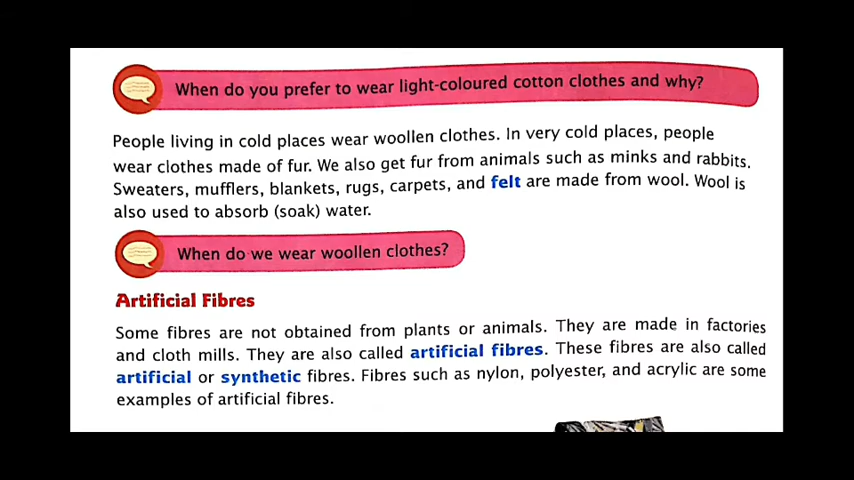 When do you prefer to wear light-coloured cotton clothes and why?
People living in cold places wear woollen clothes. In very cold places, people
wear clothes made of fur. We also get fur from animals such as minks and rabbits.
Sweaters, mufflers, blankets, rugs, carpets, and felt are made from wool. Wool is
also used to absorb (soak) water.
When do we wear woollen clothes?
Artificial Fibres
Some fibres are not obtained from plants or animals. They are made in factories
and cloth mills. They are also called artificial fibres. These fibres are also called
artificial or synthetic fibres. Fibres such as nylon, polyester, and acrylic are some
examples of artificial fibres.